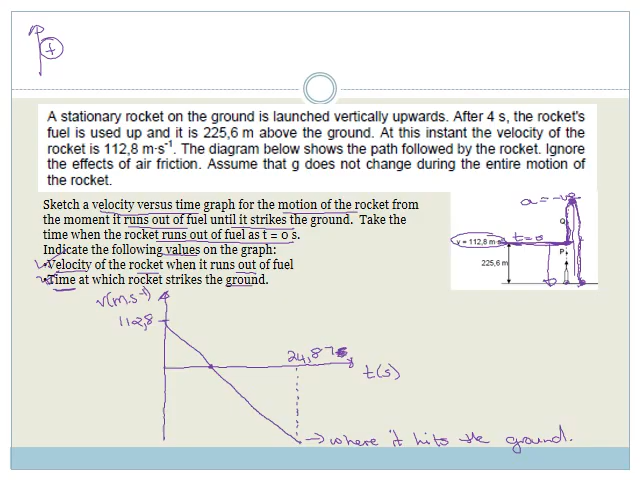 +
A stationary rocket on the ground is launched vertically upwards. After 4 s, the rocket's
fuel is used up and it is 225,6 m above the ground. At this instant the velocity of the
rocket is 112,8 m·s⁻¹. The diagram below shows the path followed by the rocket. Ignore
the effects of air friction. Assume that g does not change during the entire motion of
the rocket.
Sketch a velocity versus time graph for the motion of the rocket from
the moment it runs out of fuel until it strikes the ground. Take the
time when the rocket runs out of fuel as t = 0 s.
Indicate the following values on the graph:
•Velocity of the rocket when it runs out of fuel
•Time at which rocket strikes the ground.
a = -ve
Q
t=0
v = 112,8 m·s
P
225,6 m
v(m.s⁻¹)
112,8
24,87
t(s)
→ where it hits the ground.